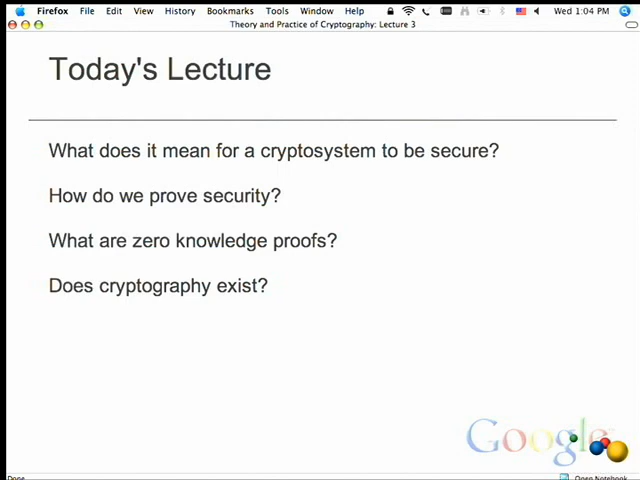 Firefox File Edit View History Bookmarks Tools Window Help Wed 1:04 PM
Theory and Practice of Cryptography: Lecture 3
Today's Lecture
What does it mean for a cryptosystem to be secure?
How do we prove security?
What are zero knowledge proofs?
Does cryptography exist?
Google
Done
Open Notebook